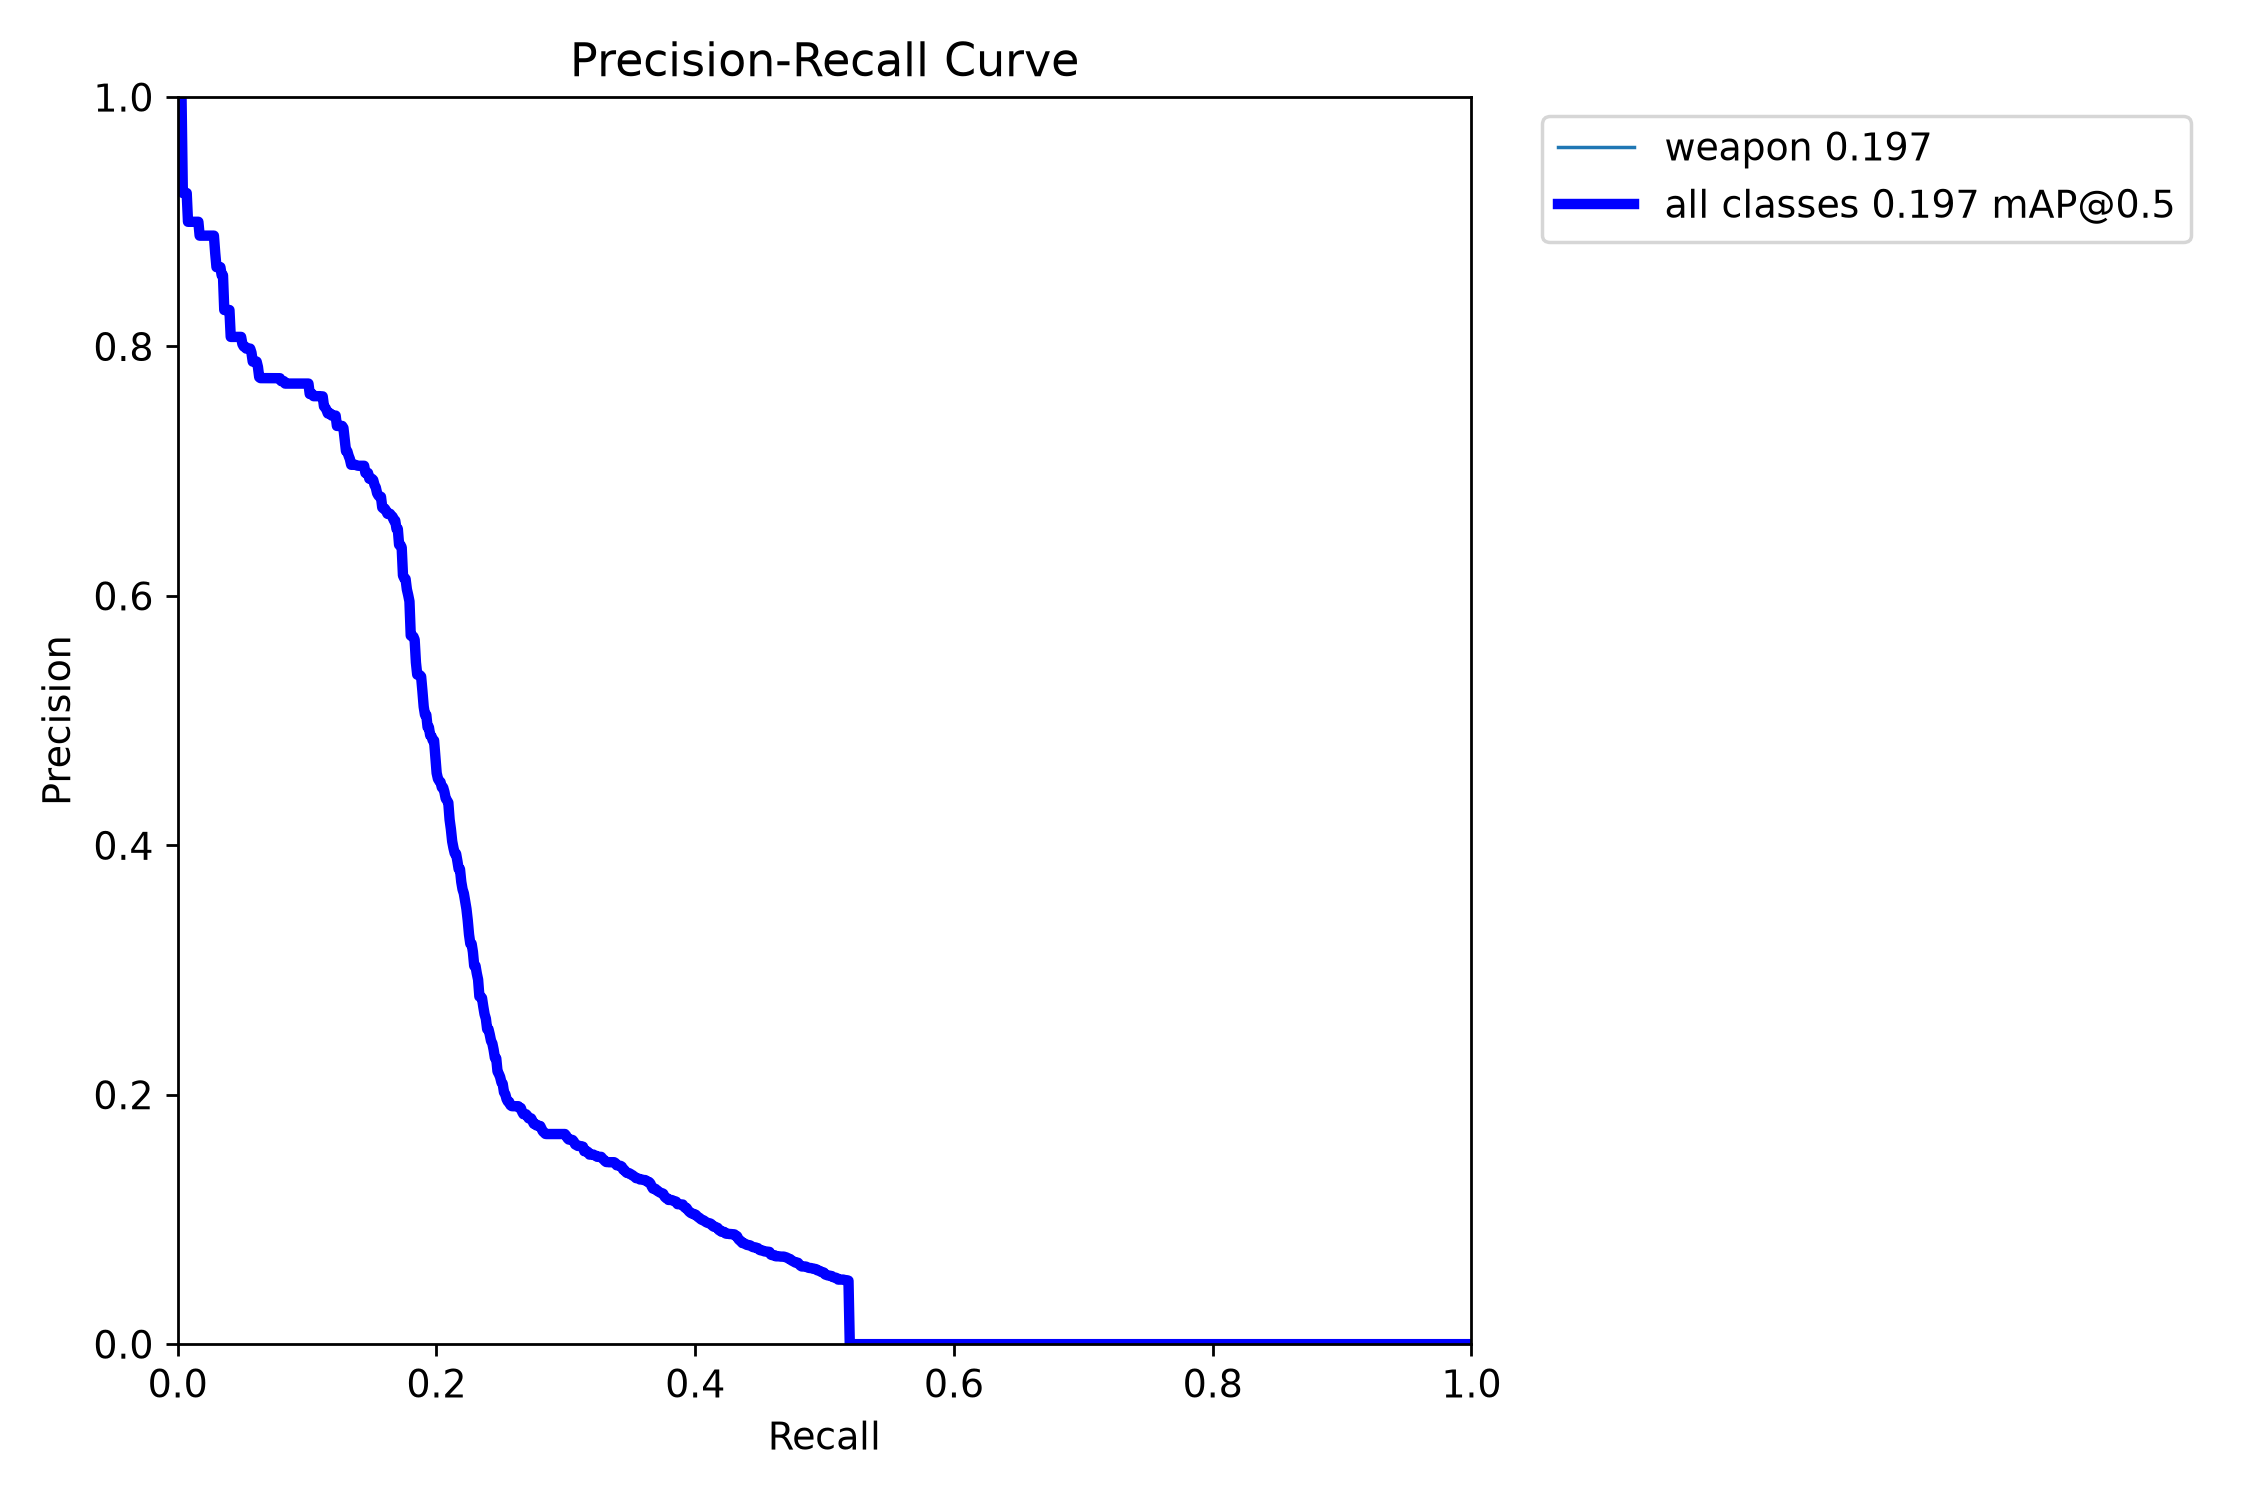 Precision-Recall Curve
1.0
0.8
0.6
0.4
0.2
0.0
Precision
0.0 0.2 0.4 0.6 0.8 1.0
Recall
weapon 0.197
all classes 0.197 mAP@0.5